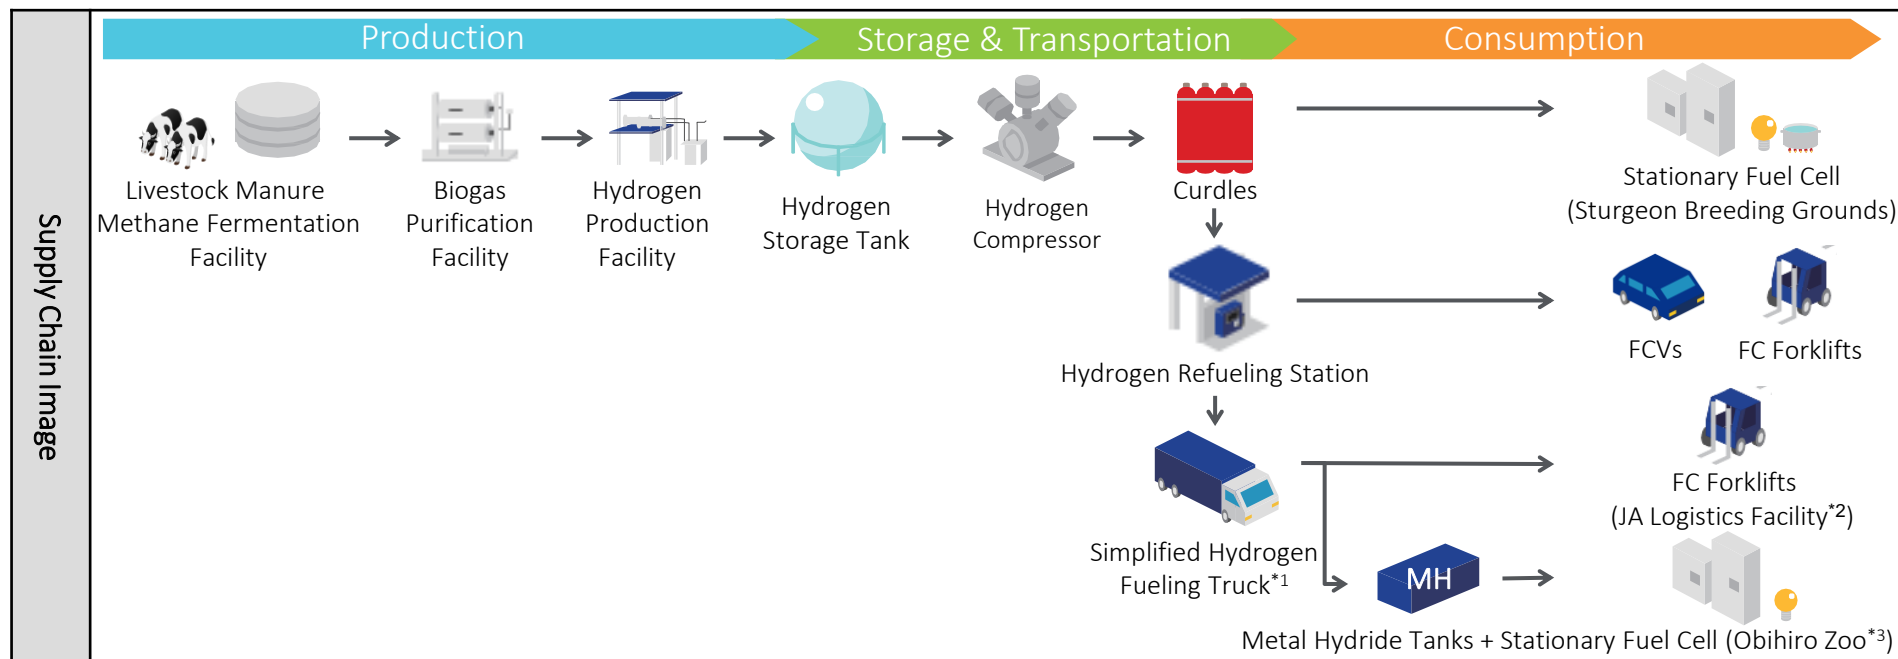 Supply Chain Image
Production
Storage & Transportation
Consumption
Livestock Manure
Methane Fermentation
Facility
Biogas
Purification
Facility
Hydrogen
Production
Facility
Hydrogen
Storage Tank
Hydrogen
Compressor
Curdles
Stationary Fuel Cell
(Sturgeon Breeding Grounds)
Hydrogen Refueling Station
FCVs
FC Forklifts
Simplified Hydrogen
Fueling Truck*1
FC Forklifts
(JA Logistics Facility*2)
MH
Metal Hydride Tanks + Stationary Fuel Cell (Obihiro Zoo*3)